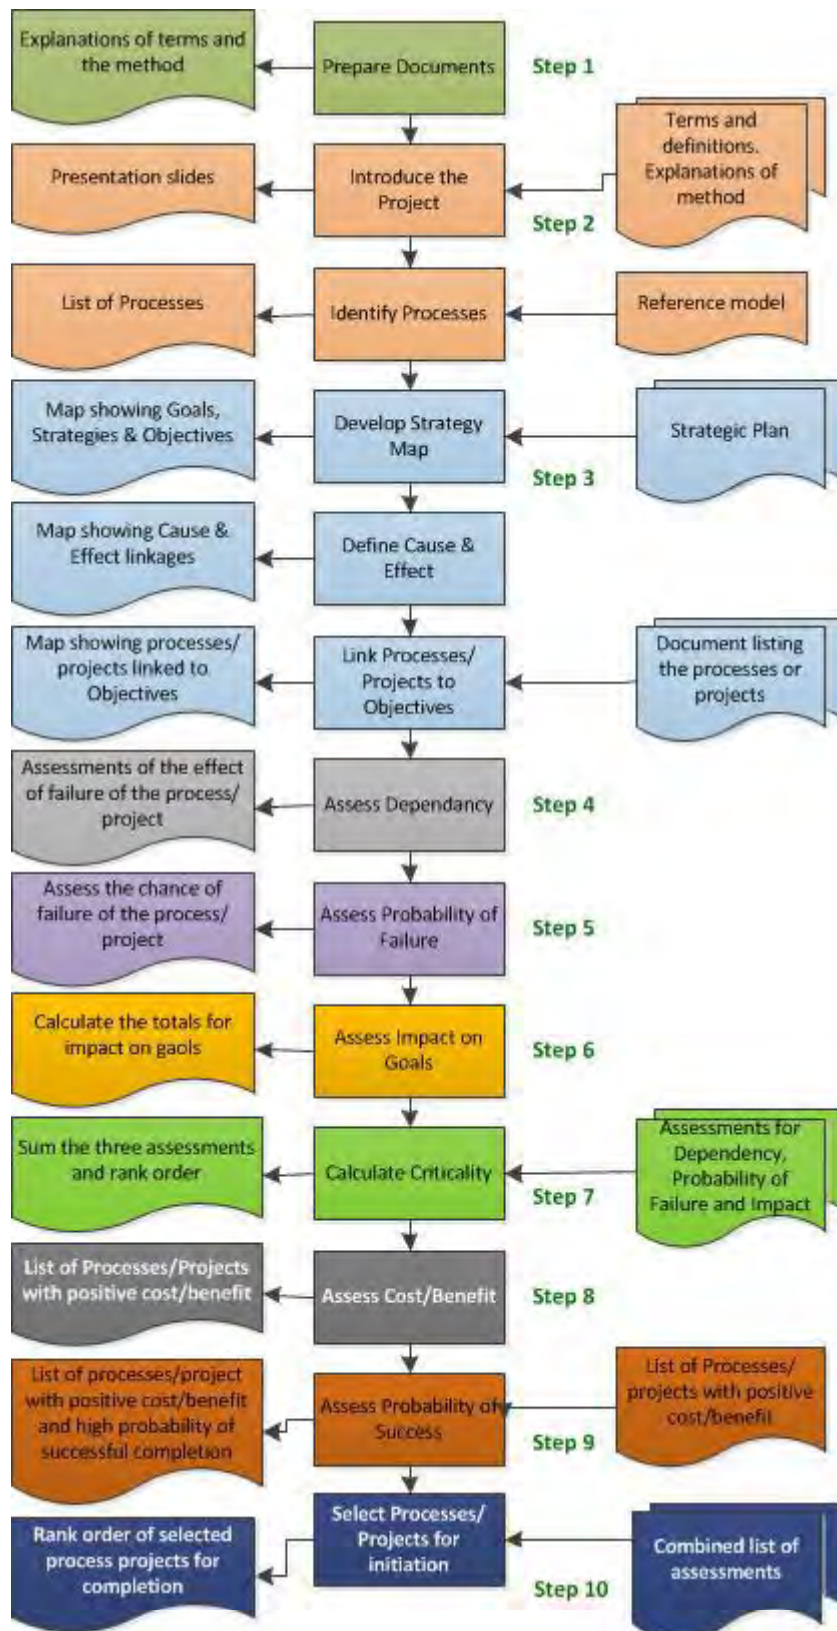 Explanations of terms and
the method
Prepare Documents
Step 1
Presentation slides
Introduce the
Project
Step 2
Terms and
definitions.
Explanations of
method
List of Processes
Identify Processes
Reference model
Map showing Goals,
Strategies & Objectives
Develop Strategy
Map
Step 3
Strategic Plan
Map showing Cause &
Effect linkages
Define Cause &
Effect
Map showing processes/
projects linked to
Objectives
Link Processes/
Projects to
Objectives
Document listing
the processes or
projects
Assessments of the effect
of failure of the process/
project
Assess Dependancy
Step 4
Assess the chance of
failure of the process/
project
Assess Probability of
Failure
Step 5
Calculate the totals for
impact on gaols
Assess Impact on
Goals
Step 6
Sum the three assessments
and rank order
Calculate Criticality
Step 7
Assessments for
Dependency,
Probability of
Failure and Impact
List of Processes/Projects
with positive cost/benefit
Assess Cost/Benefit
Step 8
List of processes/project
with positive cost/benefit
and high probability of
successful completion
Assess Probability of
Success
Step 9
List of Processes/
projects with positive
cost/benefit
Rank order of selected
process projects for
completion
Select Processes/
Projects for
initiation
Step 10
Combined list of
assessments